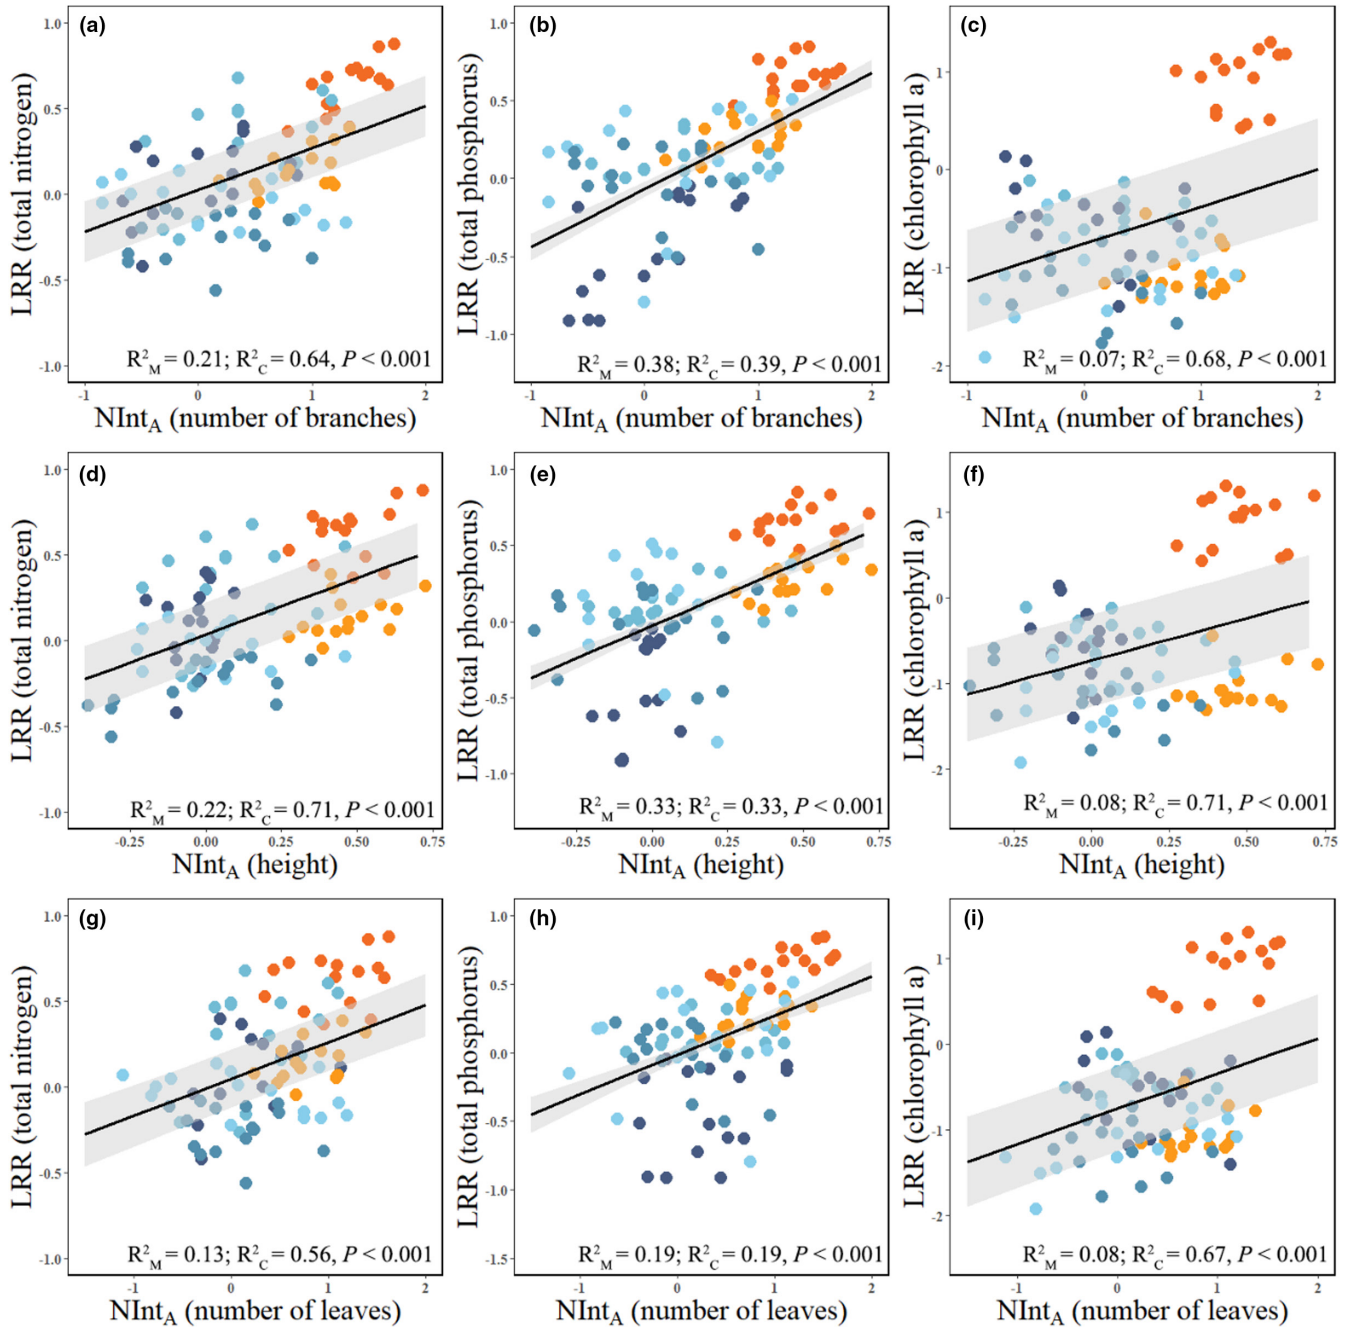 (a)
LRR (total nitrogen)
1.0
0.5
0.0
-0.5
-1.0
R²M = 0.21; R²C = 0.64, P < 0.001
-1 0 1 2
NIntA (number of branches)
(b)
LRR (total phosphorus)
1.0
0.5
0.0
-0.5
-1.0
R²M = 0.38; R²C = 0.39, P < 0.001
-1 0 1 2
NIntA (number of branches)
(c)
LRR (chlorophyll a)
1
0
-1
-2
R²M = 0.07; R²C = 0.68, P < 0.001
-1 0 1 2
NIntA (number of branches)
(d)
LRR (total nitrogen)
1.0
0.5
0.0
-0.5
-1.0
R²M = 0.22; R²C = 0.71, P < 0.001
-0.25 0.00 0.25 0.50 0.75
NIntA (height)
(e)
LRR (total phosphorus)
1.0
0.5
0.0
-0.5
-1.0
R²M = 0.33; R²C = 0.33, P < 0.001
-0.25 0.00 0.25 0.50 0.75
NIntA (height)
(f)
LRR (chlorophyll a)
1
0
-1
-2
R²M = 0.08; R²C = 0.71, P < 0.001
-0.25 0.00 0.25 0.50 0.75
NIntA (height)
(g)
LRR (total nitrogen)
1.0
0.5
0.0
-0.5
-1.0
R²M = 0.13; R²C = 0.56, P < 0.001
-1 0 1 2
NIntA (number of leaves)
(h)
LRR (total phosphorus)
1.0
0.5
0.0
-0.5
-1.0
-1.5
R²M = 0.19; R²C = 0.19, P < 0.001
-1 0 1 2
NIntA (number of leaves)
(i)
LRR (chlorophyll a)
1
0
-1
-2
R²M = 0.08; R²C = 0.67, P < 0.001
-1 0 1 2
NIntA (number of leaves)